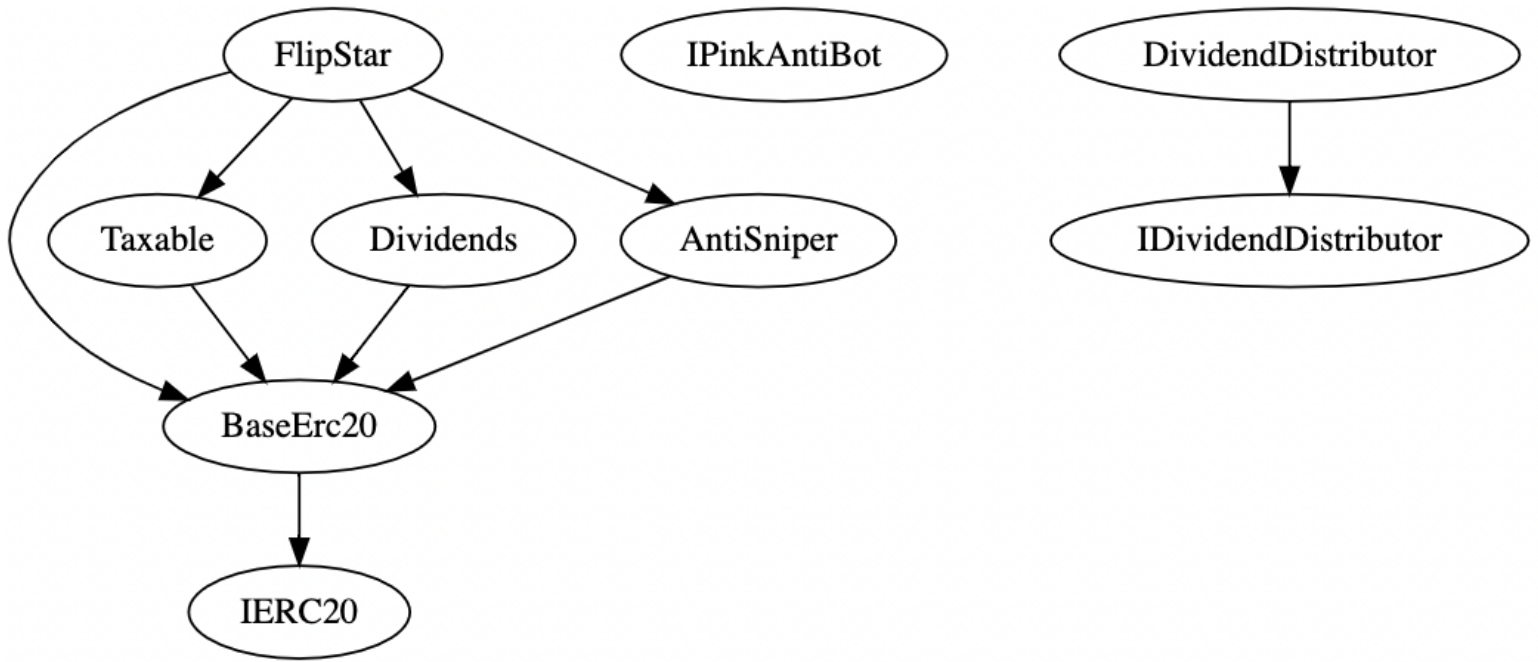 FlipStar
IPinkAntiBot
DividendDistributor
Taxable
Dividends
AntiSniper
IDividendDistributor
BaseErc20
IERC20